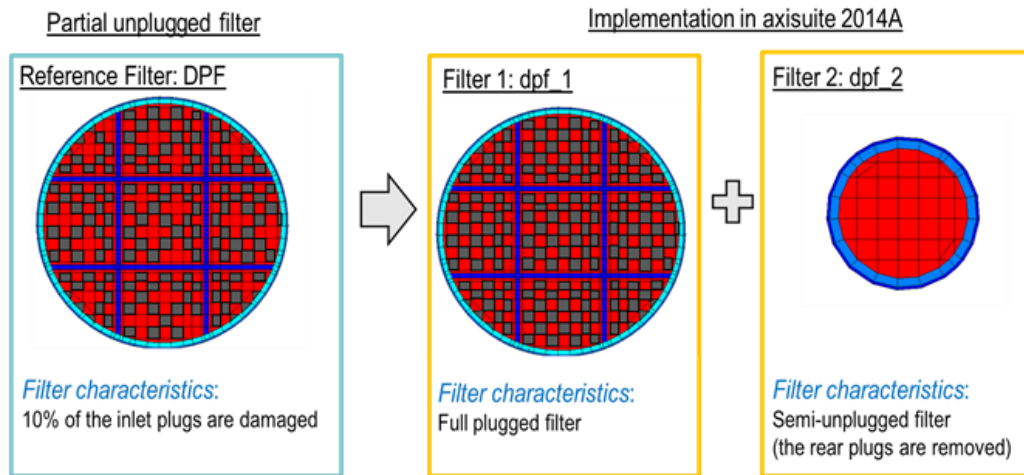 Partial unplugged filter
Implementation in axisuite 2014A
Reference Filter: DPF
Filter characteristics:
10% of the inlet plugs are damaged
Filter 1: dpf_1
Filter characteristics:
Full plugged filter
Filter 2: dpf_2
Filter characteristics:
Semi-unplugged filter
(the rear plugs are removed)